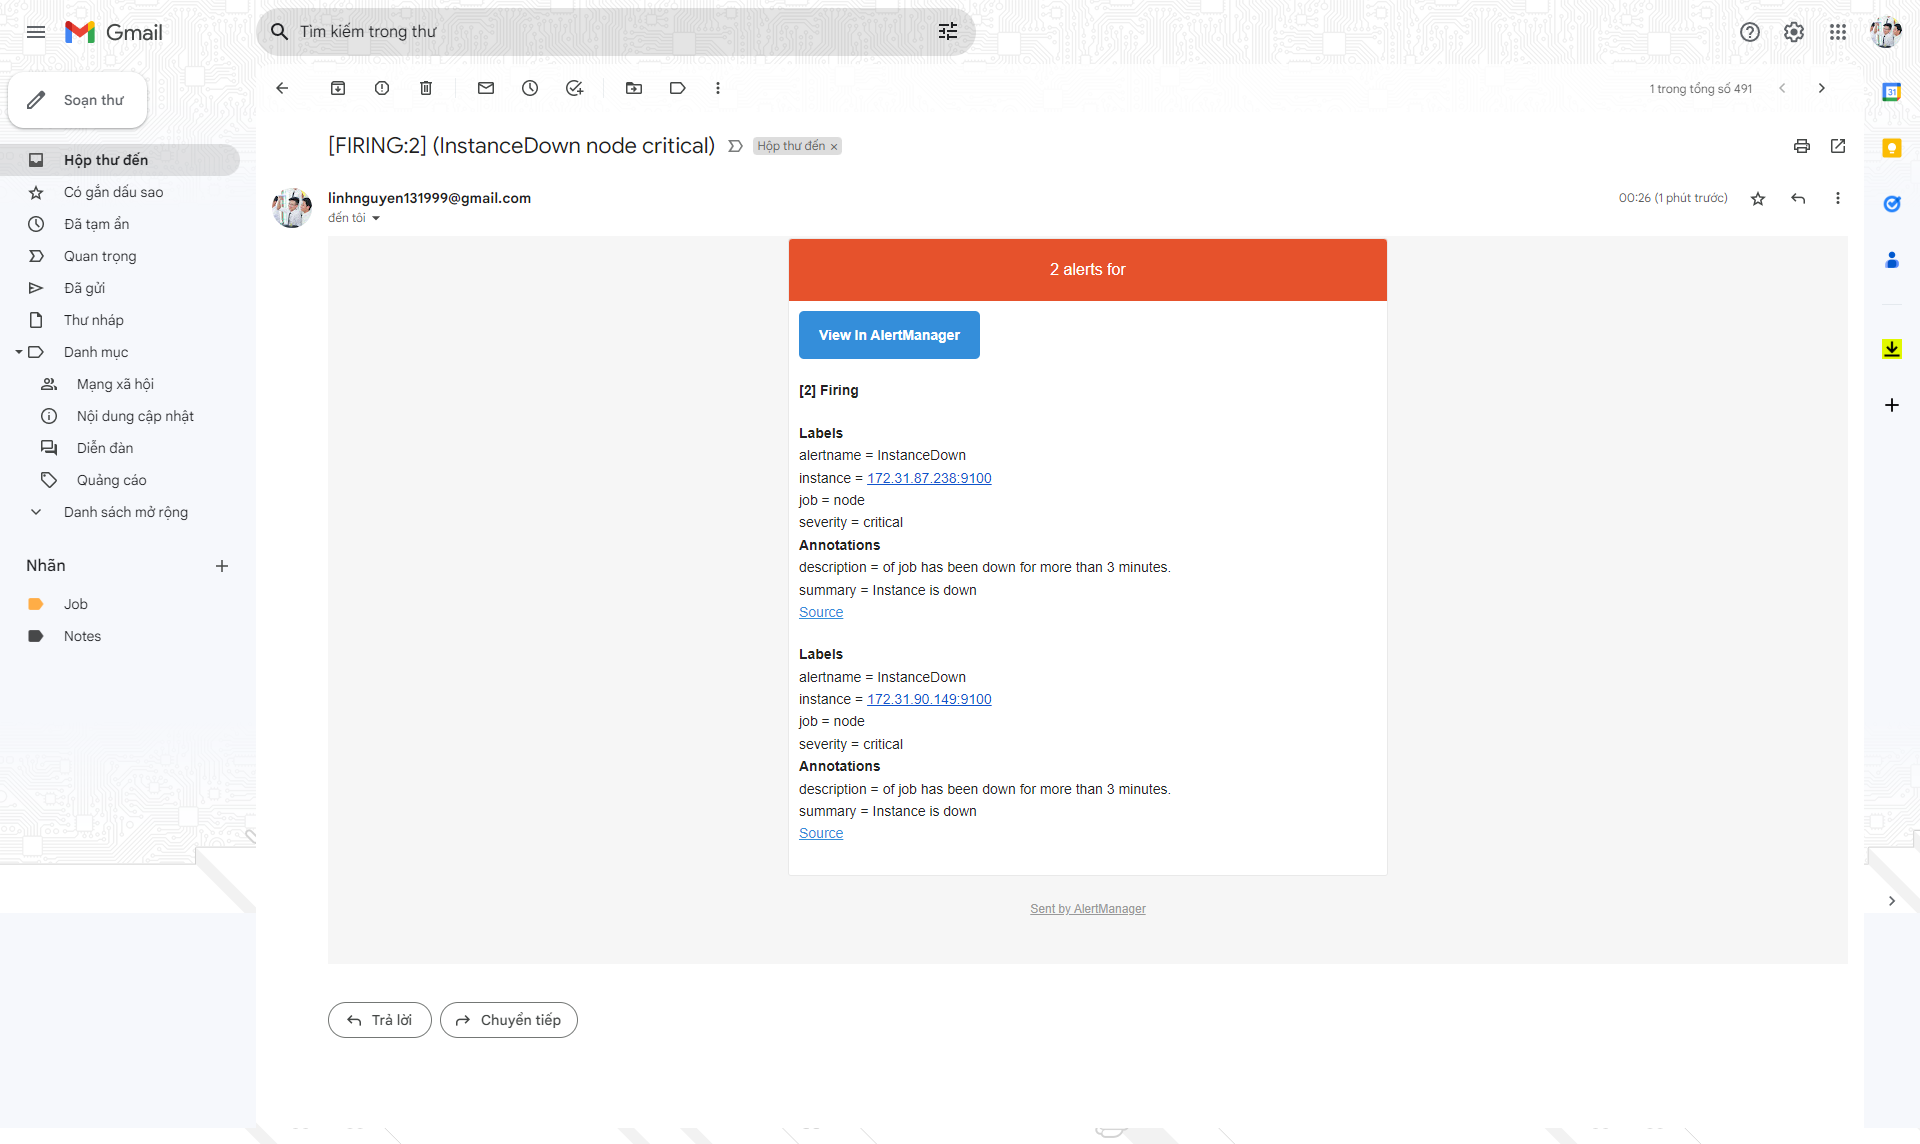 Gmail
Tìm kiếm trong thư
Soạn thư
1 trong tổng số 491
31
[FIRING:2] (InstanceDown node critical)
Hộp thư đến ×
Hộp thư đến
Có gắn dấu sao
Đã tạm ẩn
Quan trọng
Đã gửi
Thư nháp
Danh mục
Mạng xã hội
Nội dung cập nhật
Diễn đàn
Quảng cáo
Danh sách mở rộng
Nhãn
Job
Notes
linhnguyen131999@gmail.com
00:26 (1 phút trước)
đến tôi
2 alerts for
View In AlertManager
[2] Firing
Labels
alertname = InstanceDown
instance = 172.31.87.238:9100
job = node
severity = critical
Annotations
description = of job has been down for more than 3 minutes.
summary = Instance is down
Source
Labels
alertname = InstanceDown
instance = 172.31.90.149:9100
job = node
severity = critical
Annotations
description = of job has been down for more than 3 minutes.
summary = Instance is down
Source
Sent by AlertManager
Trả lời
Chuyển tiếp